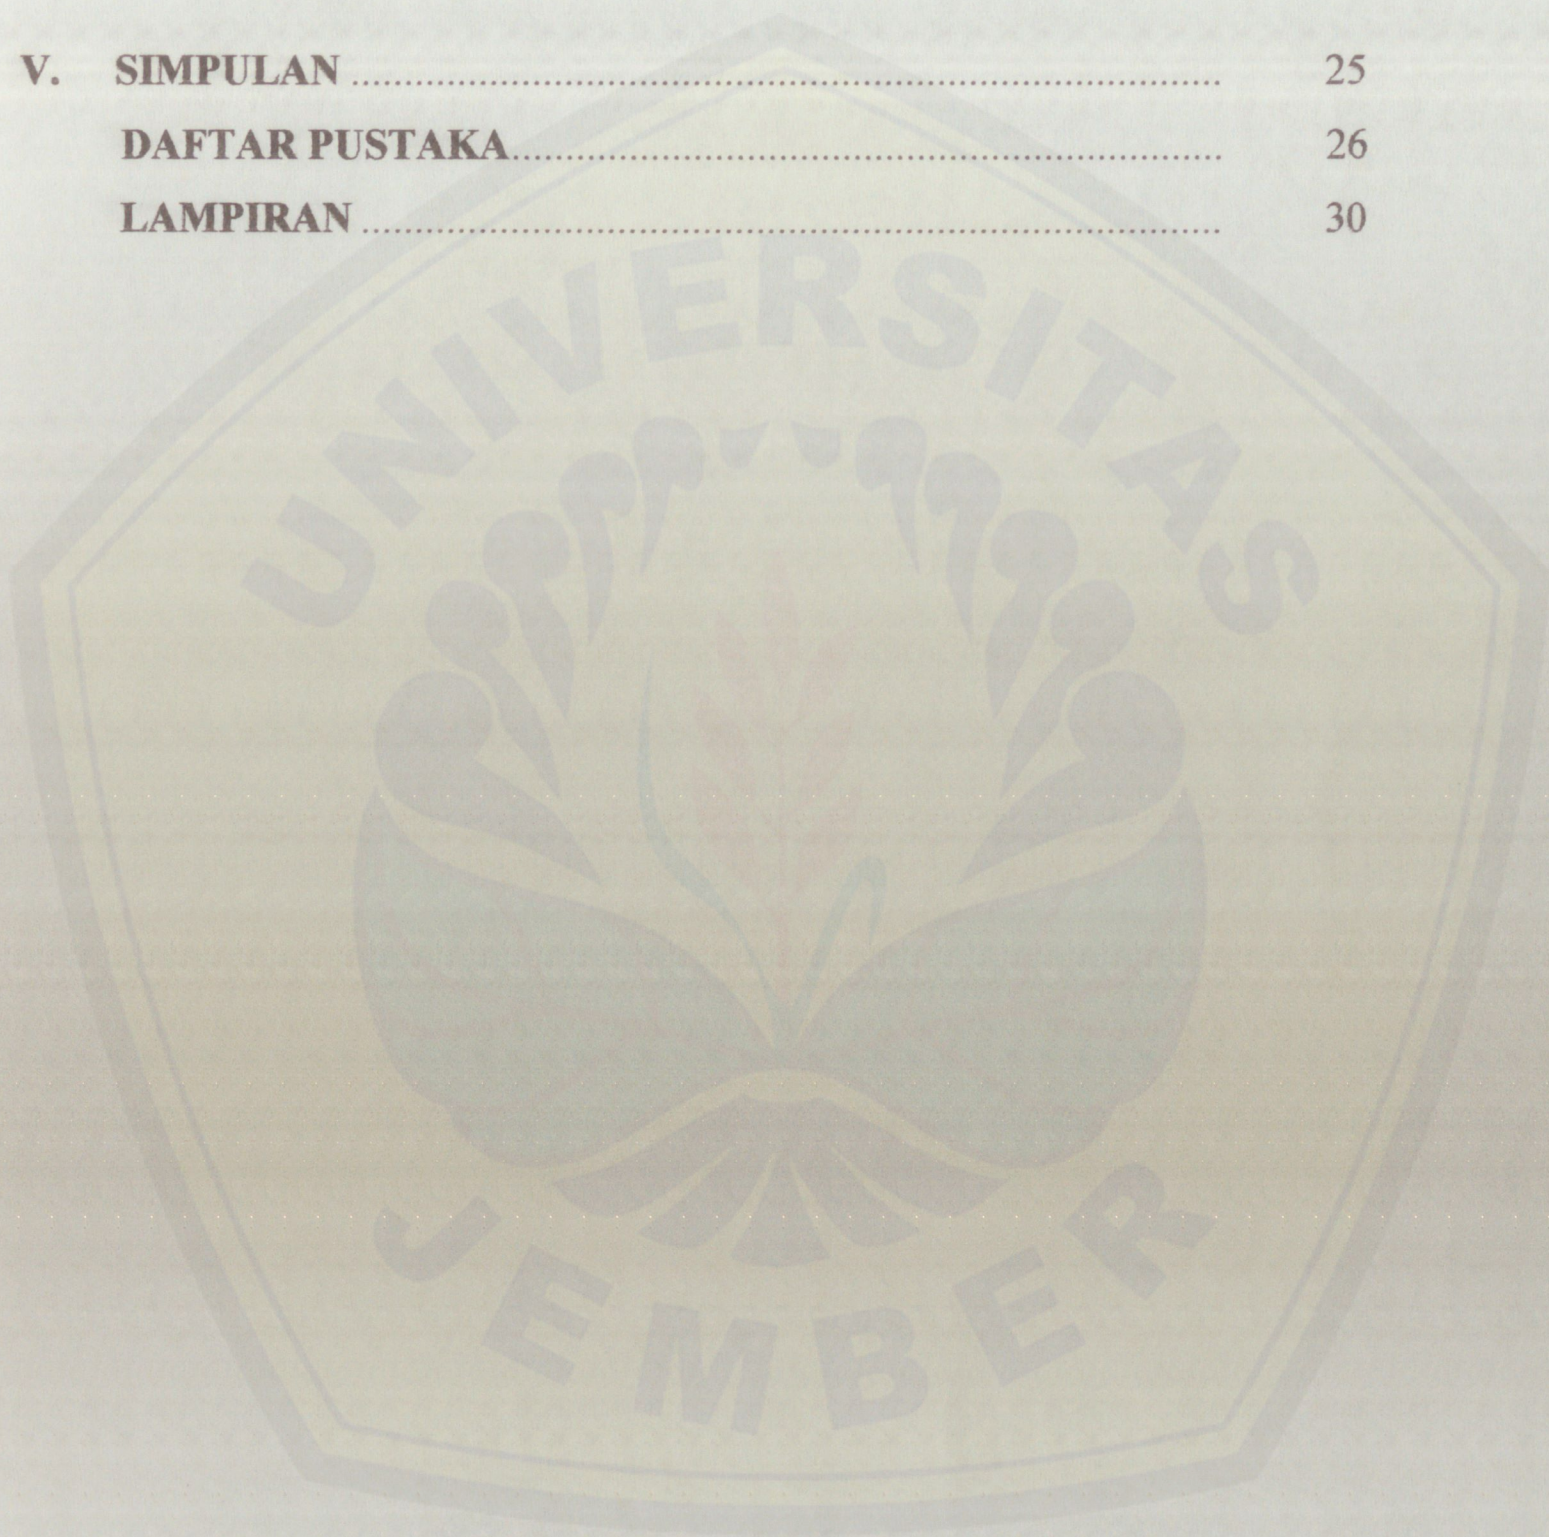 V. SIMPULAN ........................................................................ 25
DAFTAR PUSTAKA........................................................................ 26
LAMPIRAN ........................................................................ 30
UNIVERSITAS
JEMBER